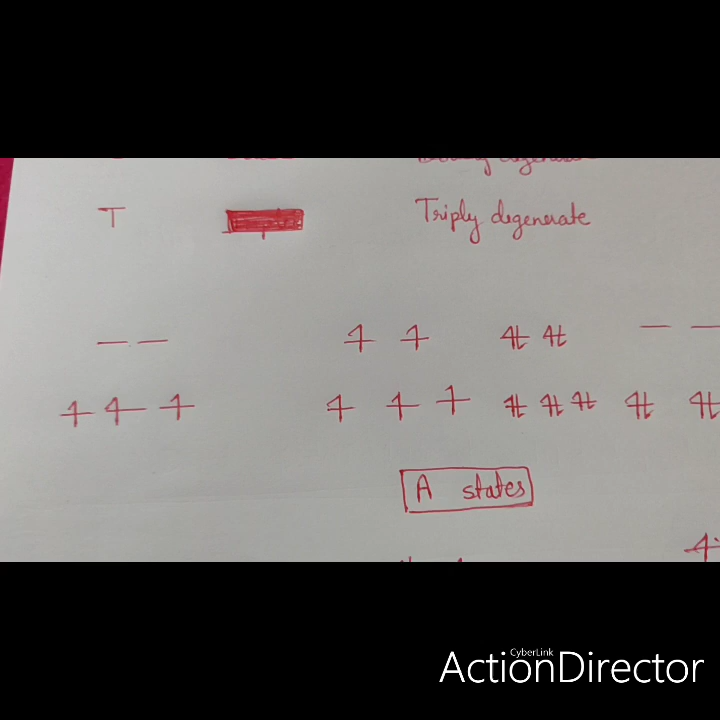 T Triply degenerate
A states
CyberLink
ActionDirector